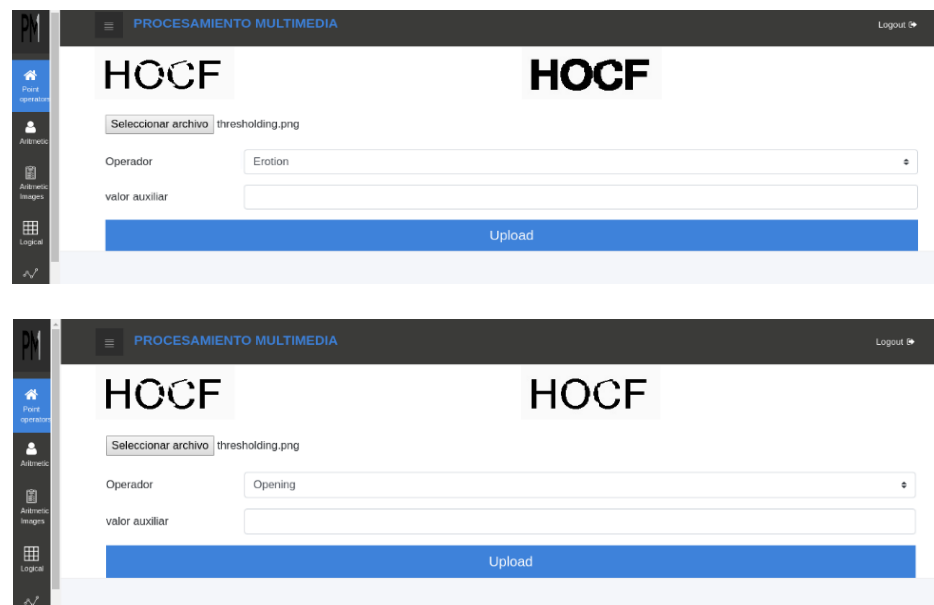 PM
PROCESAMIENTO MULTIMEDIA
Logout
HOCF HOCF
Point
operators
Seleccionar archivo thresholding.png
Aritmetic
Operador Erotion
Aritmetic
Images
valor auxiliar
Logical
Upload
PM
PROCESAMIENTO MULTIMEDIA
Logout
HOCF HOCF
Point
operators
Seleccionar archivo thresholding.png
Aritmetic
Operador Opening
Aritmetic
Images
valor auxiliar
Logical
Upload